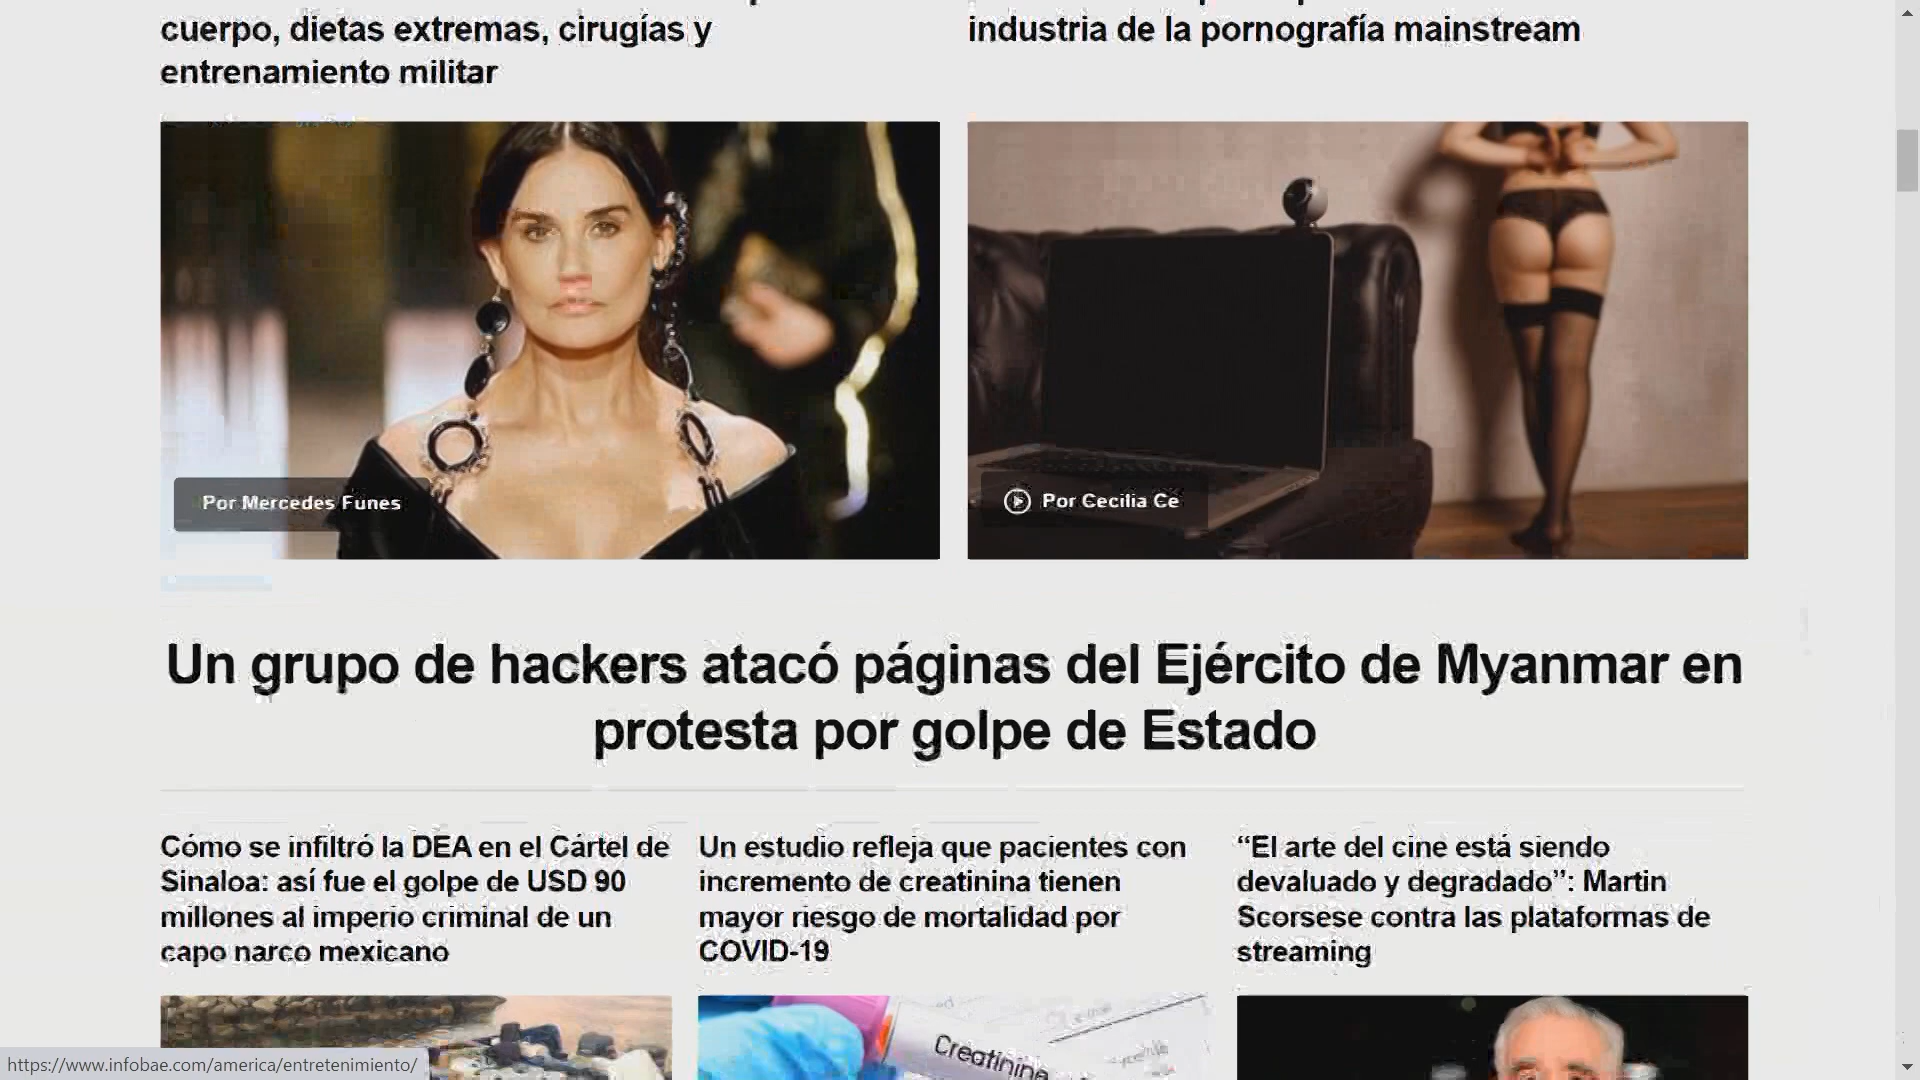 cuerpo, dietas extremas, cirugías y
entrenamiento militar
industria de la pornografía mainstream
Por Mercedes Funes
Por Cecilia Ce
Un grupo de hackers atacó páginas del Ejército de Myanmar en
protesta por golpe de Estado
Cómo se infiltró la DEA en el Cártel de
Sinaloa: así fue el golpe de USD 90
millones al imperio criminal de un
capo narco mexicano
Un estudio refleja que pacientes con
incremento de creatinina tienen
mayor riesgo de mortalidad por
COVID-19
“El arte del cine está siendo
devaluado y degradado”: Martin
Scorsese contra las plataformas de
streaming
Creatinine
https://www.infobae.com/america/entretenimiento/